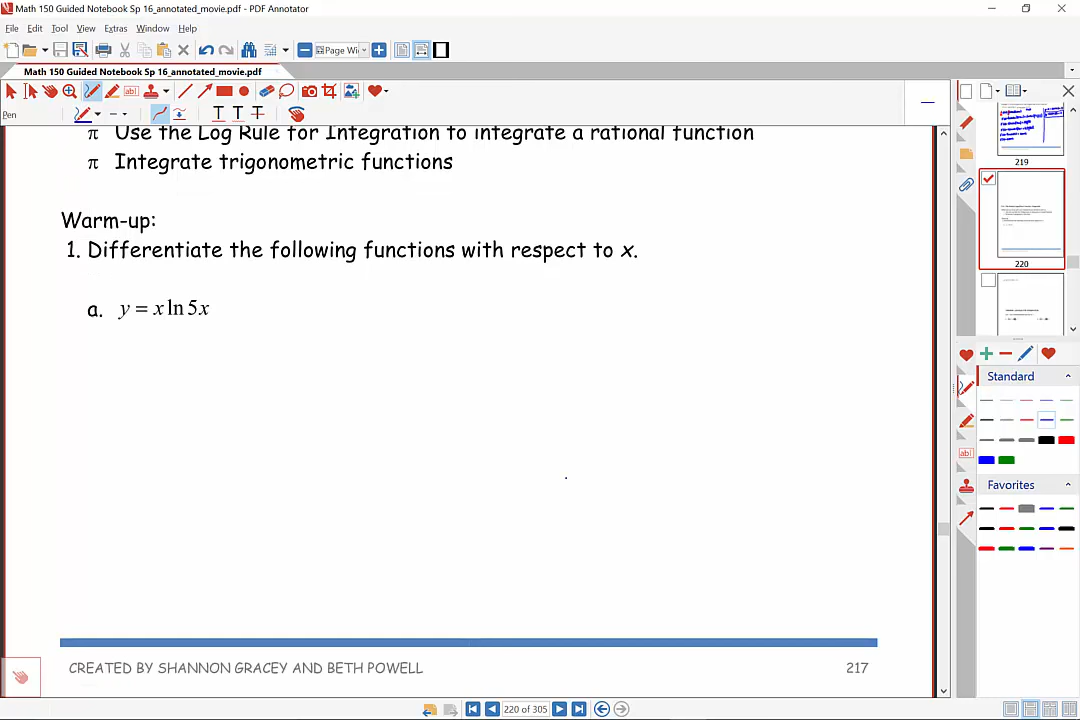 Math 150 Guided Notebook Sp 16_annotated_movie.pdf - PDF Annotator
File Edit Tool View Extras Window Help
Page Wi
Math 150 Guided Notebook Sp 16_annotated_movie.pdf
Pen
π Use the Log Rule for Integration to integrate a rational function
π Integrate trigonometric functions
Warm-up:
1. Differentiate the following functions with respect to x.
a. y = x ln 5x
CREATED BY SHANNON GRACEY AND BETH POWELL 217
219
220
Standard
Favorites
220 of 305